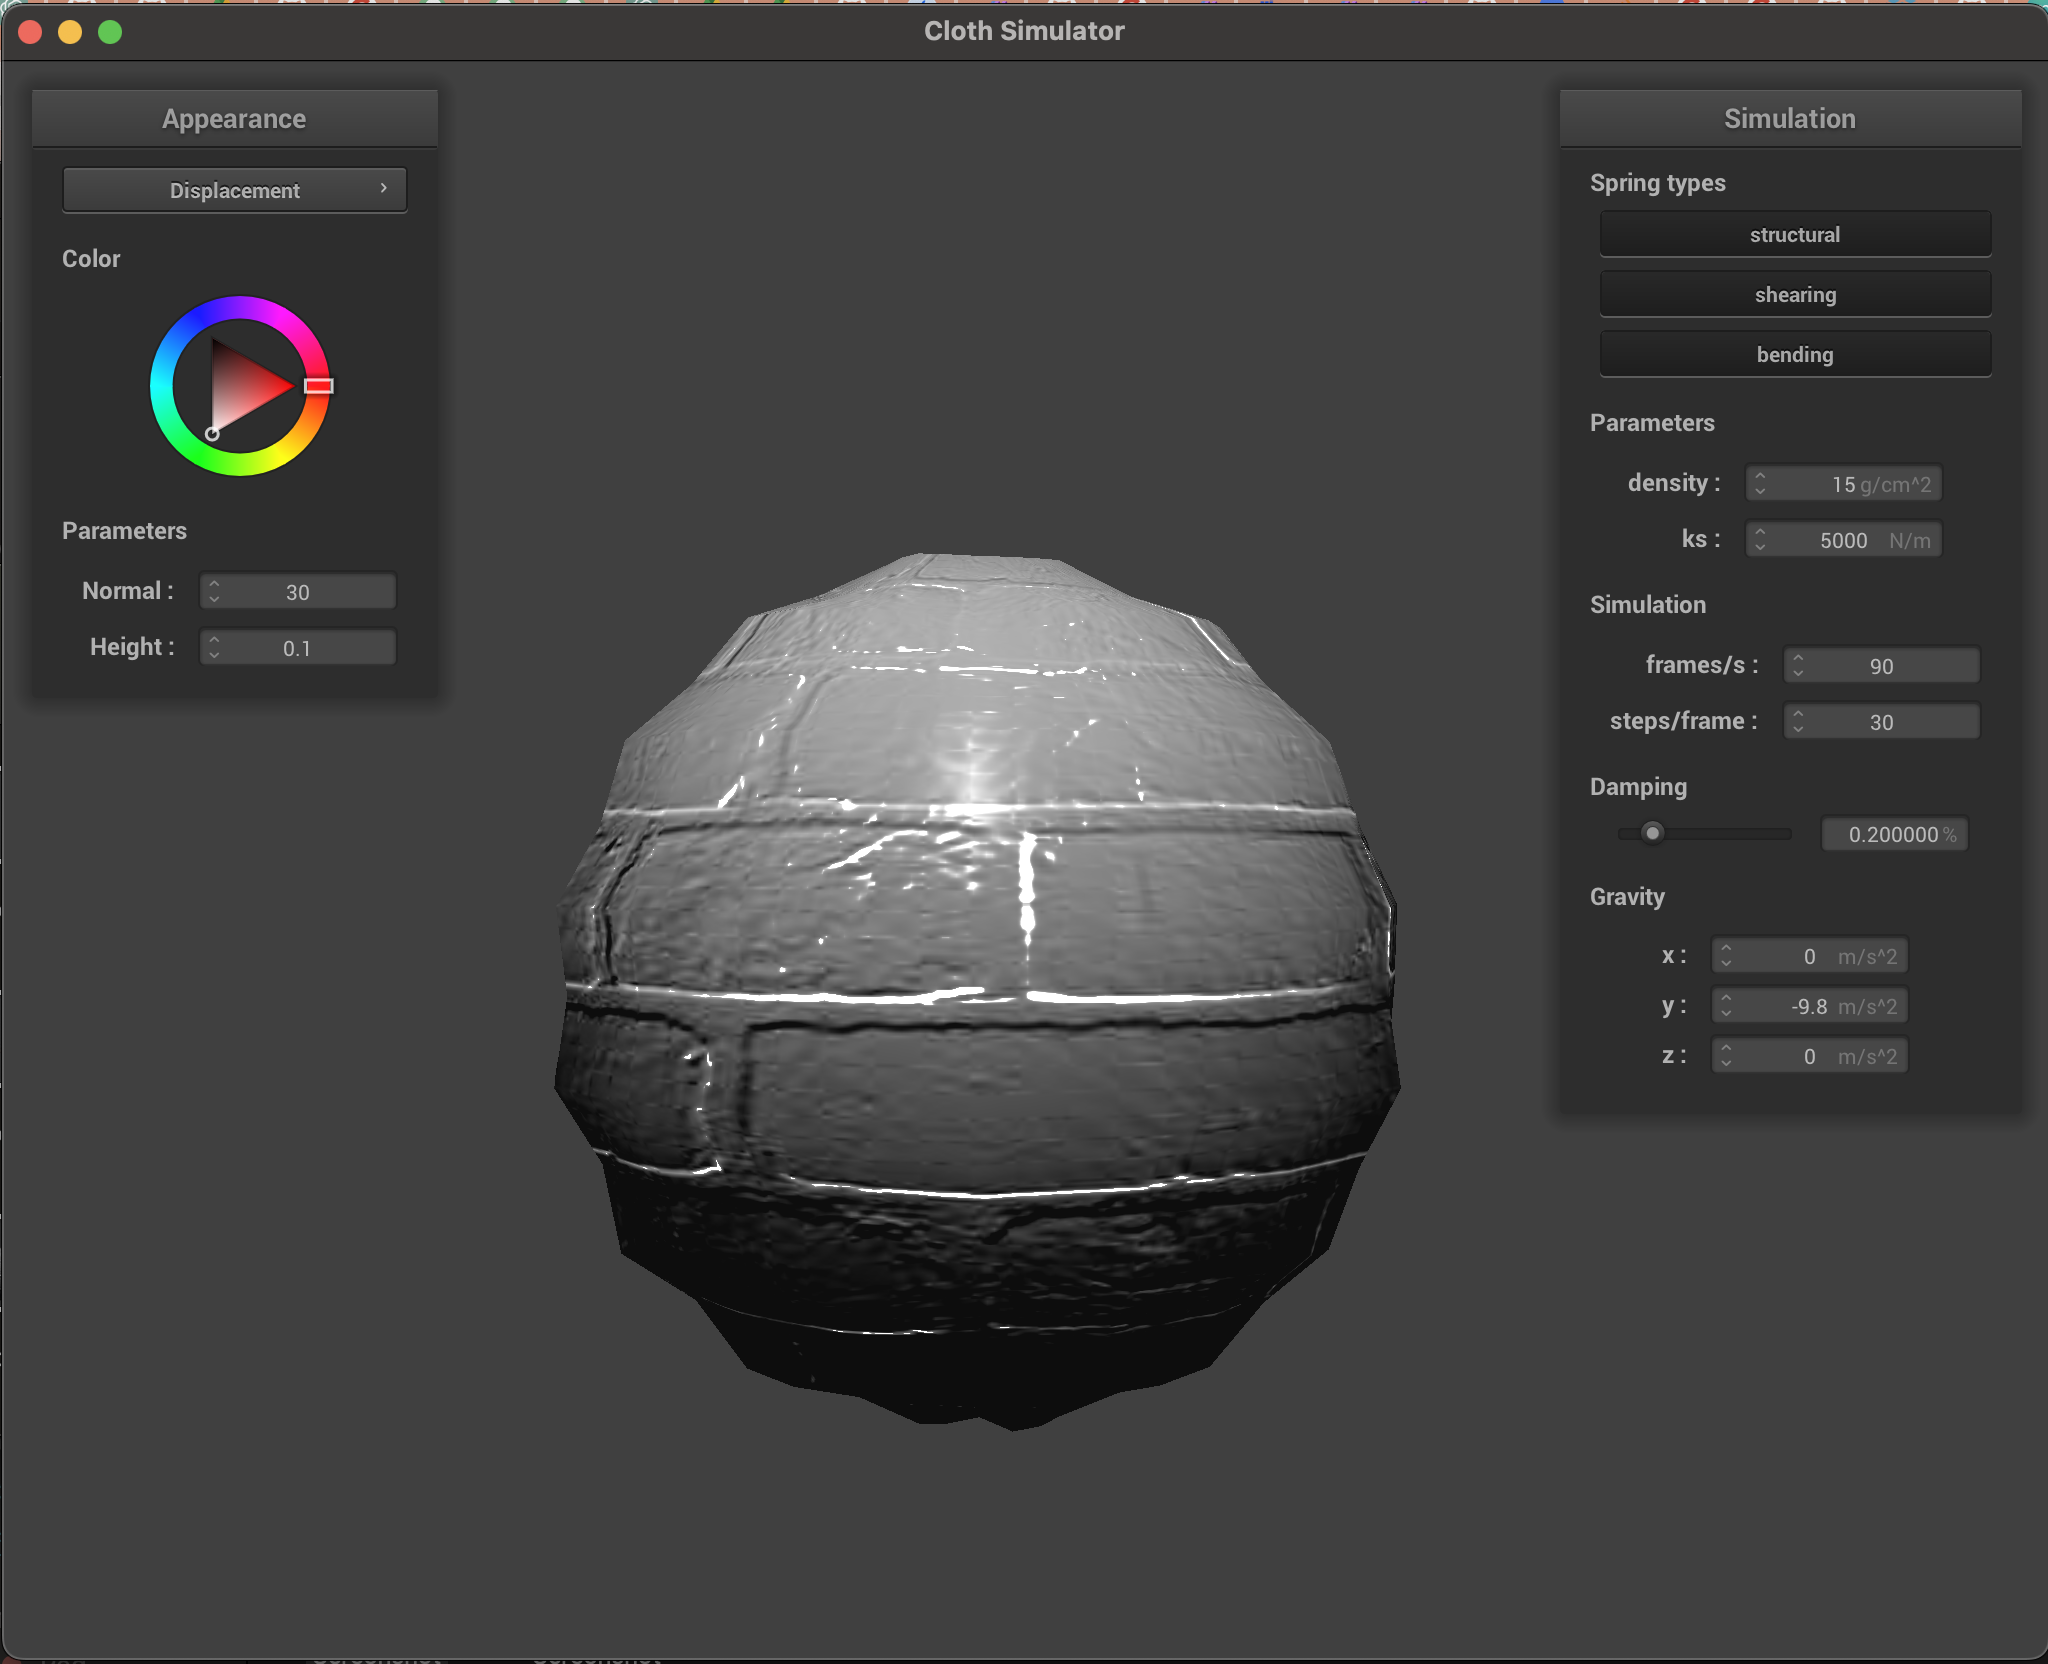 Cloth Simulator
Appearance
Displacement
Color
Parameters
Normal : 30
Height : 0.1
Simulation
Spring types
structural
shearing
bending
Parameters
density : 15 g/cm^2
ks : 5000 N/m
Simulation
frames/s : 90
steps/frame : 30
Damping
0.200000 %
Gravity
x : 0 m/s^2
y : -9.8 m/s^2
z : 0 m/s^2